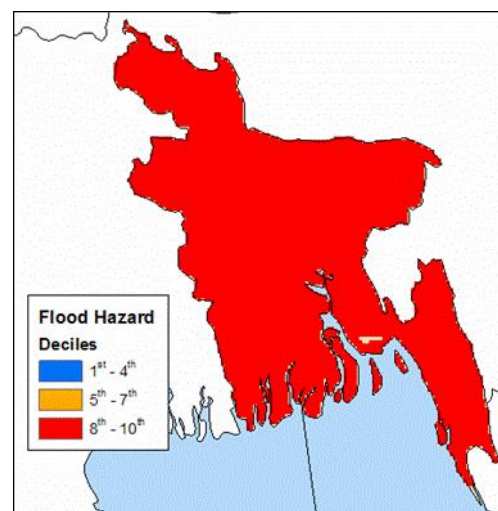 Flood Hazard
Deciles
1st - 4th
5th - 7th
8th - 10th